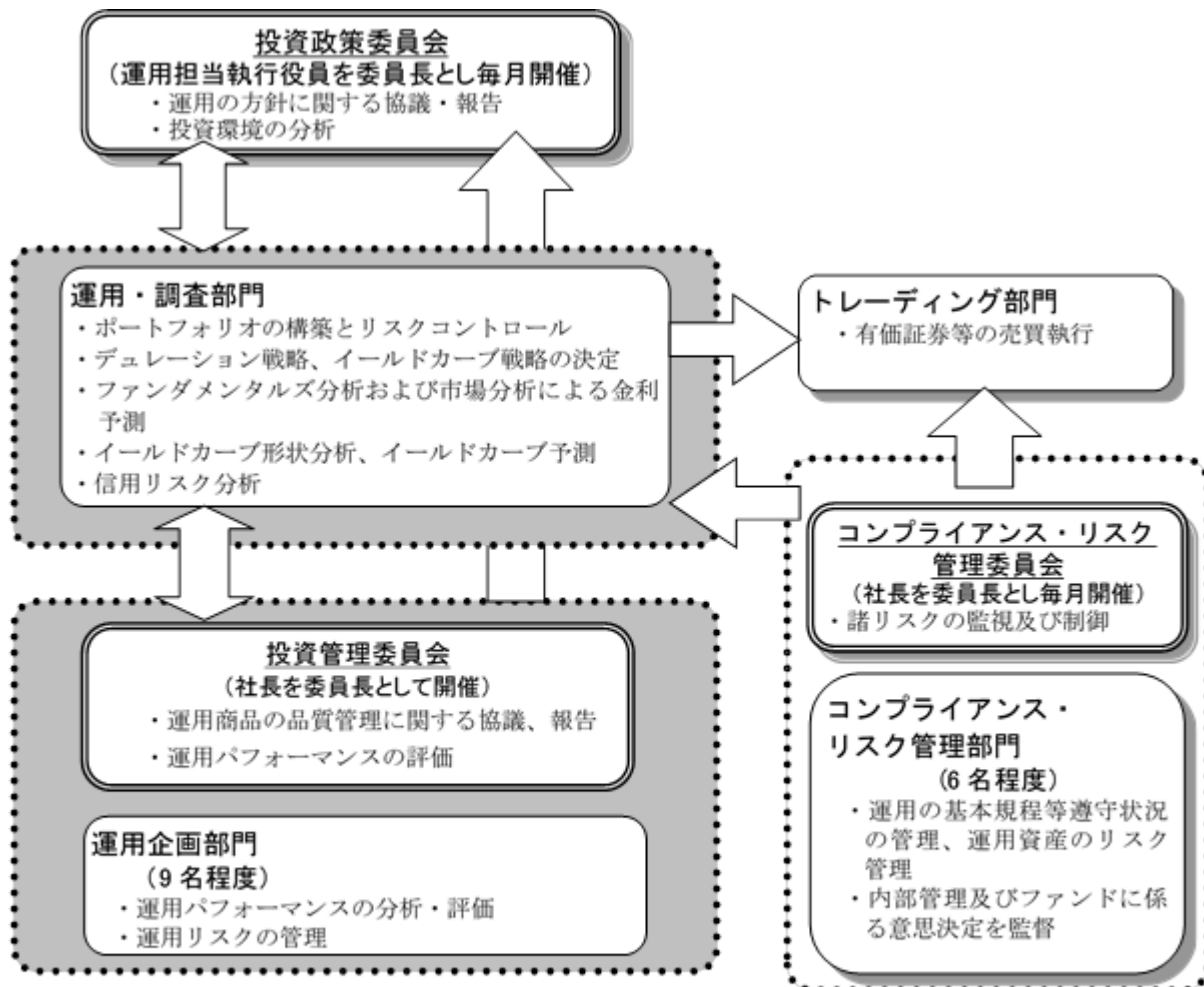 投資政策委員会
(運用担当執行役員を委員長とし毎月開催)
・運用の方針に関する協議・報告
・投資環境の分析
運用・調査部門
・ポートフォリオの構築とリスクコントロール
・デュレーション戦略、イールドカーブ戦略の決定
・ファンダメンタルズ分析および市場分析による金利
予測
・イールドカーブ形状分析、イールドカーブ予測
・信用リスク分析
トレーディング部門
・有価証券等の売買執行
投資管理委員会
(社長を委員長として開催)
・運用商品の品質管理に関する協議、報告
・運用パフォーマンスの評価
運用企画部門
(9名程度)
・運用パフォーマンスの分析・評価
・運用リスクの管理
コンプライアンス・リスク
管理委員会
(社長を委員長とし毎月開催)
・諸リスクの監視及び制御
コンプライアンス・
リスク管理部門
(6名程度)
・運用の基本規程等遵守状況
の管理、運用資産のリスク
管理
・内部管理及びファンドに係
る意思決定を監督